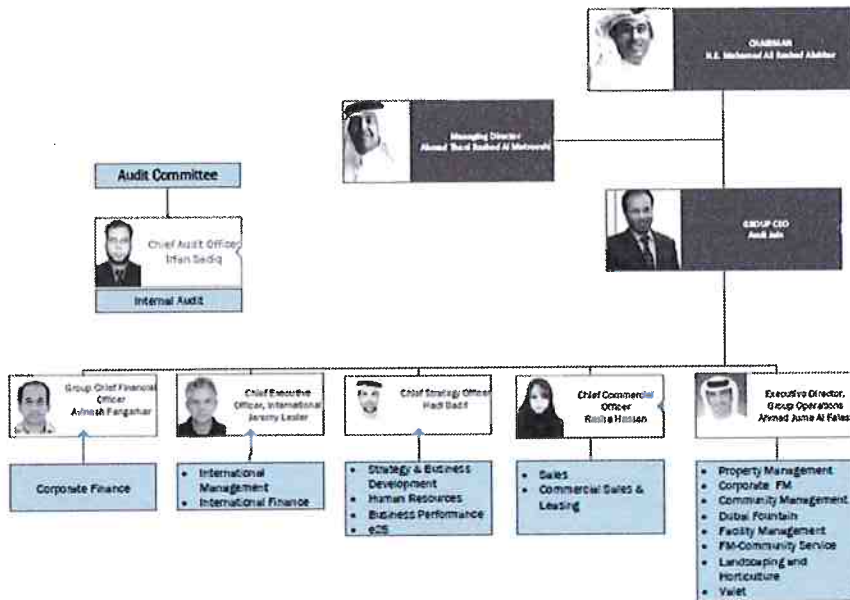 CHAIRMAN
H.E. Mohamed Ali Rashed Alabbar
Managing Director
Ahmed Thani Rashed Al Matrooshi
GROUP CEO
Amit Jain
Audit Committee
Chief Audit Officer
Irfan Sadiq
Internal Audit
Group Chief Financial
Officer
Corporate Finance
Chief Executive
Officer, International
Jeremy Lester
• International
Management
• International Finance
Chief Strategy Officer
Hadi Badri
• Strategy & Business
Development
• Human Resources
• Business Performance
Chief Commercial
Officer
Rasha Hassan
• Sales
• Commercial Sales &
Leasing
Executive Director,
Group Operations
Ahmed Juma Al Falasi
• Property Management
• Corporate FM
• Community Management
• Dubai Fountain
• Facility Management
• FM-Community Service
• Landscaping and
Horticulture
• Valet